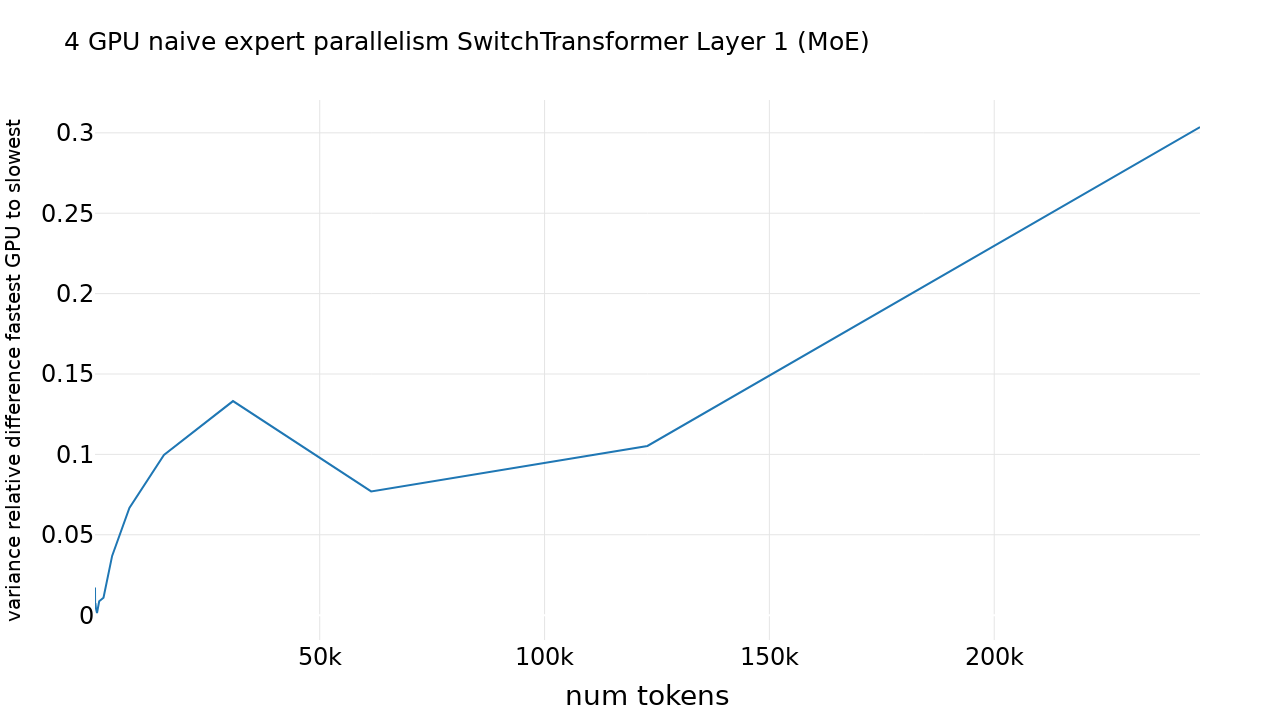 4 GPU naive expert parallelism SwitchTransformer Layer 1 (MoE)
variance relative difference fastest GPU to slowest
0.3
0.25
0.2
0.15
0.1
0.05
0
50k
100k
150k
200k
num tokens